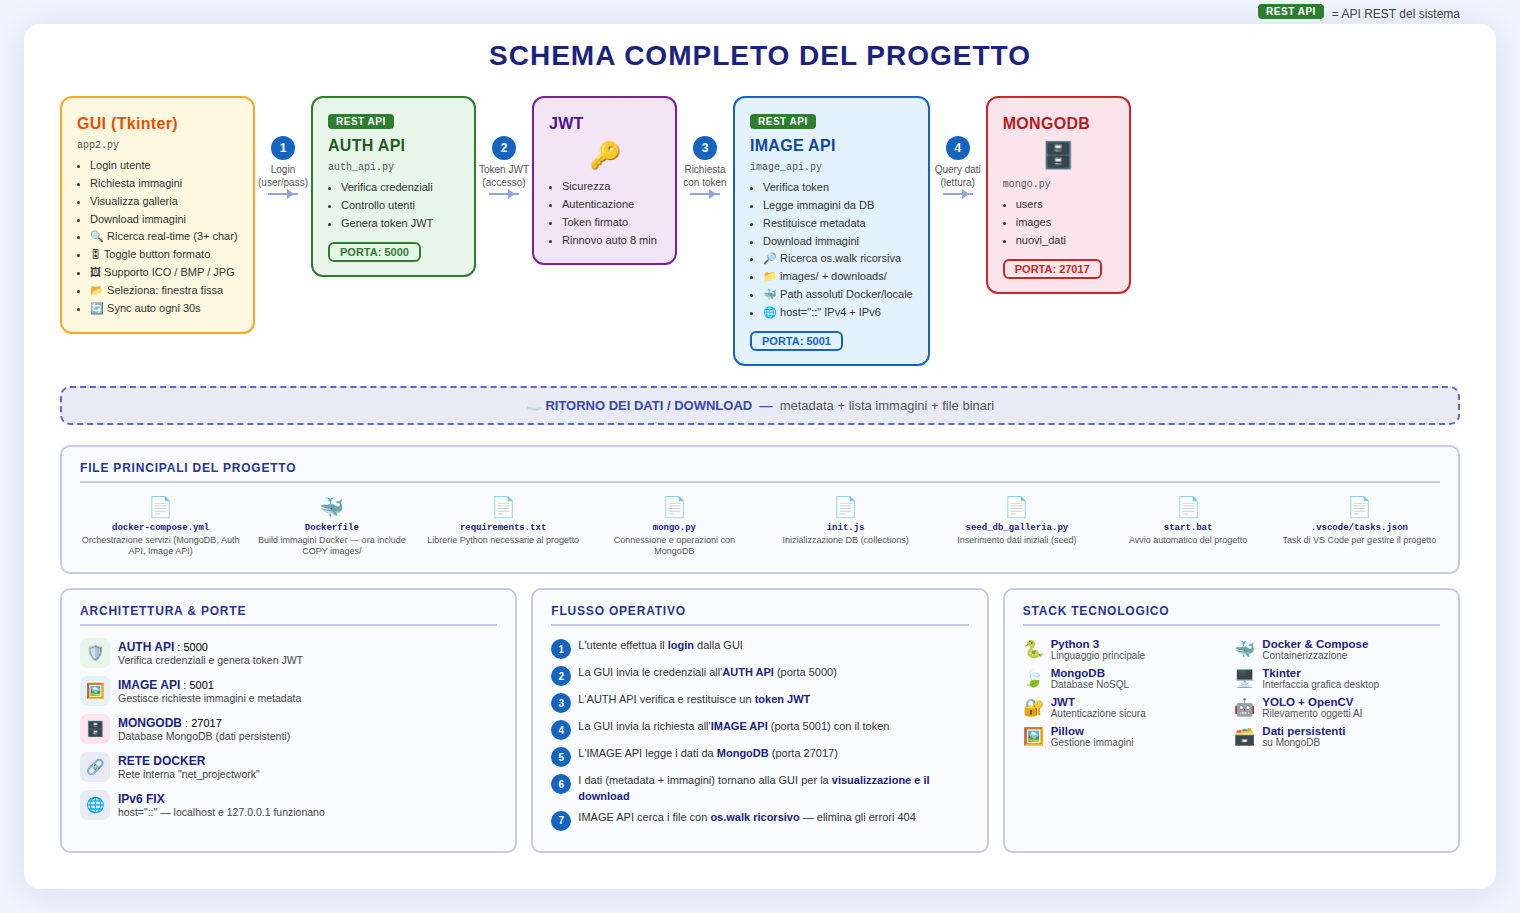 REST API = API REST del sistema
SCHEMA COMPLETO DEL PROGETTO
GUI (Tkinter)
app2.py
Login utente
Richiesta immagini
Visualizza galleria
Download immagini
Ricerca real-time (3+ char)
Toggle button formato
Supporto ICO / BMP / JPG
Seleziona: finestra fissa
Sync auto ogni 30s
1
Login
(user/pass)
REST API
AUTH API
auth_api.py
Verifica credenziali
Controllo utenti
Genera token JWT
PORTA: 5000
2
Token JWT
(accesso)
JWT
Sicurezza
Autenticazione
Token firmato
Rinnovo auto 8 min
3
Richiesta
con token
REST API
IMAGE API
image_api.py
Verifica token
Legge immagini da DB
Restituisce metadata
Download immagini
Ricerca os.walk ricorsiva
images/ + downloads/
Path assoluti Docker/locale
host="::" IPv4 + IPv6
PORTA: 5001
4
Query dati
(lettura)
MONGODB
mongo.py
users
images
nuovi_dati
PORTA: 27017
RITORNO DEI DATI / DOWNLOAD — metadata + lista immagini + file binari
FILE PRINCIPALI DEL PROGETTO
docker-compose.yml
Orchestrazione servizi (MongoDB, Auth
API, Image API)
Dockerfile
Build immagini Docker — ora include
COPY images/
requirements.txt
Librerie Python necessarie al progetto
mongo.py
Connessione e operazioni con
MongoDB
init.js
Inizializzazione DB (collections)
seed_db_galleria.py
Inserimento dati iniziali (seed)
start.bat
Avvio automatico del progetto
.vscode/tasks.json
Task di VS Code per gestire il progetto
ARCHITETTURA & PORTE
AUTH API : 5000
Verifica credenziali e genera token JWT
IMAGE API : 5001
Gestisce richieste immagini e metadata
MONGODB : 27017
Database MongoDB (dati persistenti)
RETE DOCKER
Rete interna "net_projectwork"
IPv6 FIX
host="::" — localhost e 127.0.0.1 funzionano
FLUSSO OPERATIVO
1 L'utente effettua il login dalla GUI
2 La GUI invia le credenziali all'AUTH API (porta 5000)
3 L'AUTH API verifica e restituisce un token JWT
4 La GUI invia la richiesta all'IMAGE API (porta 5001) con il token
5 L'IMAGE API legge i dati da MongoDB (porta 27017)
6 I dati (metadata + immagini) tornano alla GUI per la visualizzazione e il
download
7 IMAGE API cerca i file con os.walk ricorsivo — elimina gli errori 404
STACK TECNOLOGICO
Python 3
Linguaggio principale
Docker & Compose
Containerizzazione
MongoDB
Database NoSQL
Tkinter
Interfaccia grafica desktop
JWT
Autenticazione sicura
YOLO + OpenCV
Rilevamento oggetti AI
Pillow
Gestione immagini
Dati persistenti
su MongoDB